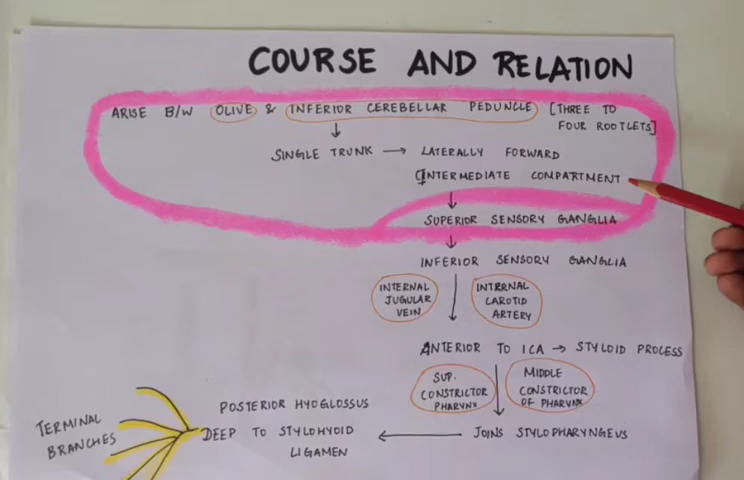 COURSE AND RELATION
ARISE B/W OLIVE & INFERIOR CEREBELLAR PEDUNCLE [THREE TO
FOUR ROOTLETS]
SINGLE TRUNK → LATERALLY FORWARD
(INTERMEDIATE COMPARTMENT
SUPERIOR SENSORY GANGLIA
INFERIOR SENSORY GANGLIA
INTERNAL
JUGULAR
VEIN
INTERNAL
CAROTID
ARTERY
ANTERIOR TO ICA → STYLOID PROCESS
SUP.
CONSTRICTOR
PHARYNX
MIDDLE
CONSTRICTOR
OF PHARYNX
JOINS STYLOPHARYNGEUS
POSTERIOR HYOGLOSSUS
DEEP TO STYLOHYOID
LIGAMEN
TERMINAL
BRANCHES